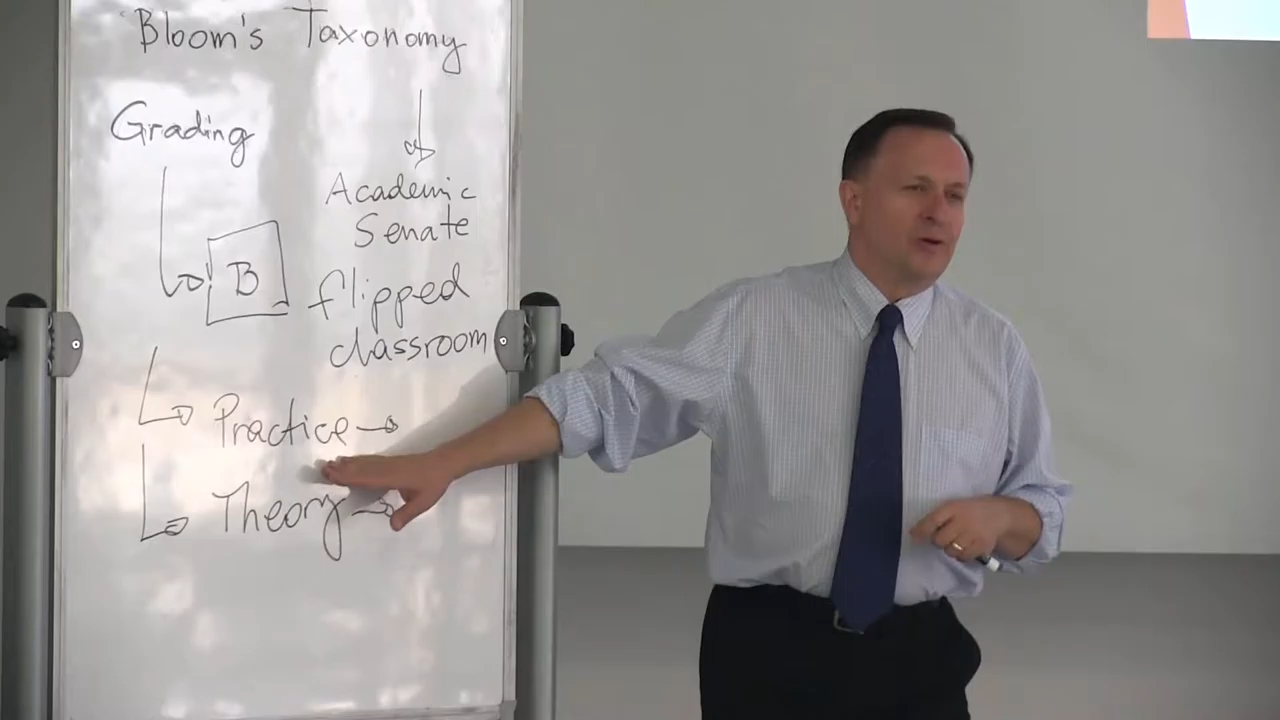 Bloom's Taxonomy
Grading
Academic
Senate
B
flipped
classroom
Practice
Theory